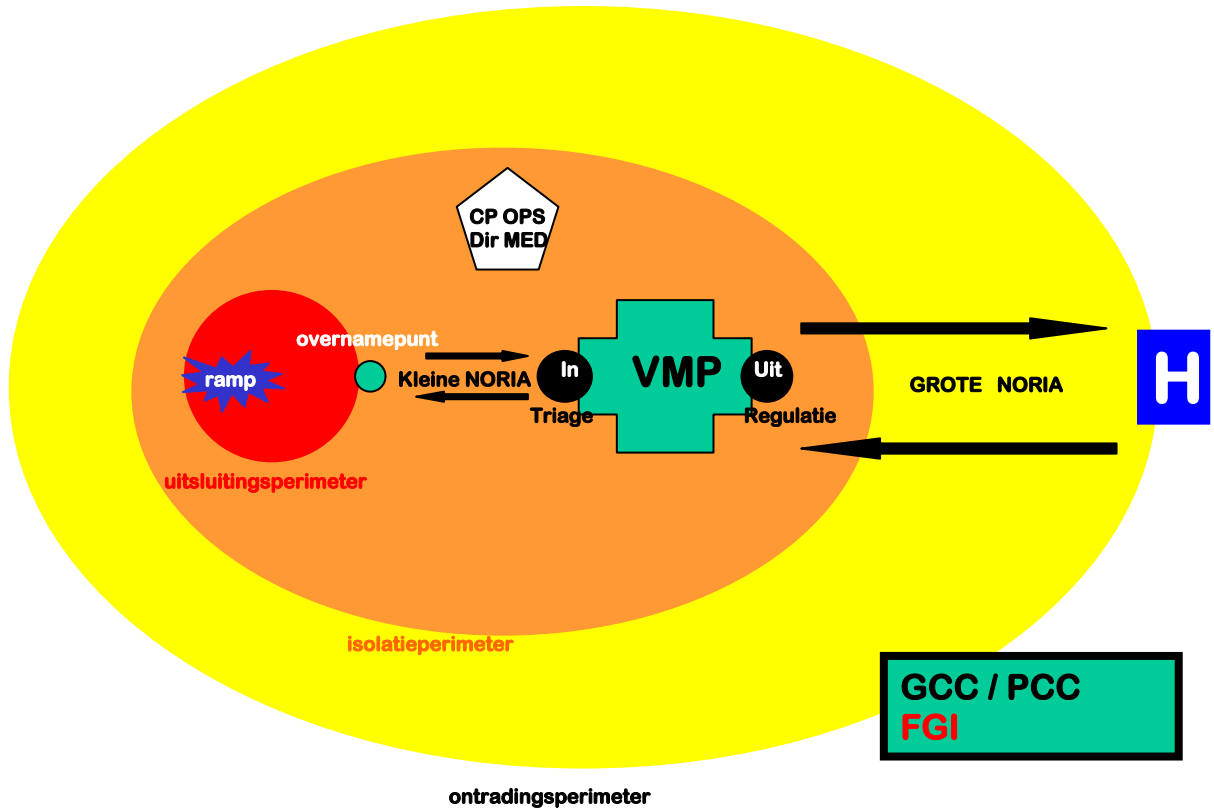 CP OPS
Dir MED
overnamepunt
ramp
Kleine NORIA
In
VMP
Uit
Triage
Regulatie
GROTE NORIA
H
uitsluitingsperimeter
isolatieperimeter
GCC / PCC
FGI
ontradingsperimeter